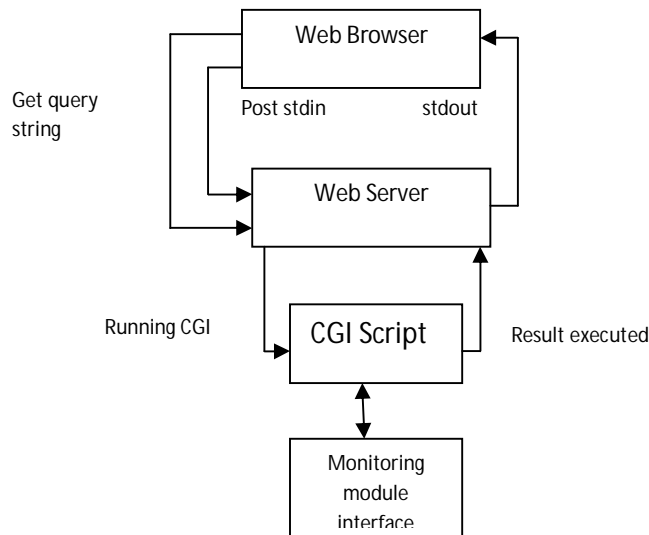 Web Browser
Get query
string
Post stdin
stdout
Web Server
Running CGI
CGI Script
Result executed
Monitoring
module
interface